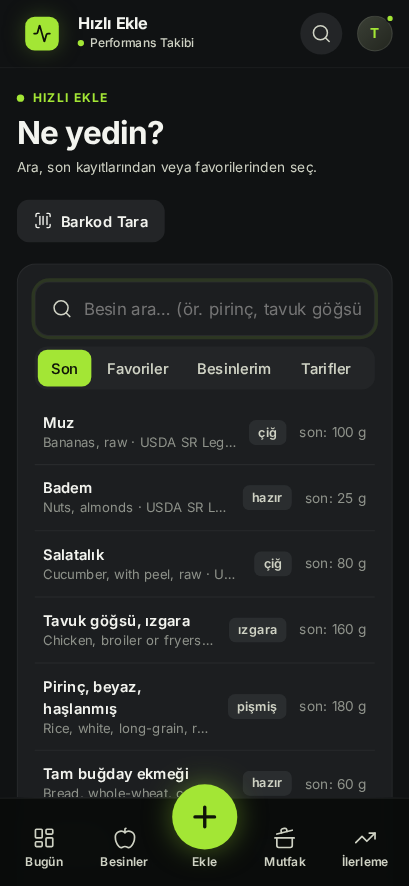 Hızlı Ekle
Performans Takibi
T
HIZLI EKLE
Ne yedin?
Ara, son kayıtlarından veya favorilerinden seç.
Barkod Tara
Besin ara... (ör. pirinç, tavuk göğsü
Son Favoriler Besinlerim Tarifler
Muz
Bananas, raw · USDA SR Leg...
çiğ
son: 100 g
Badem
Nuts, almonds · USDA SR L...
hazır
son: 25 g
Salatalık
Cucumber, with peel, raw · U...
çiğ
son: 80 g
Tavuk göğsü, ızgara
Chicken, broiler or fryers...
ızgara
son: 160 g
Pirinç, beyaz,
haşlanmış
Rice, white, long-grain, r...
pişmiş
son: 180 g
Tam buğday ekmeği
Bread, whole-wheat,
hazır
son: 60 g
Bugün Besinler Ekle Mutfak İlerleme